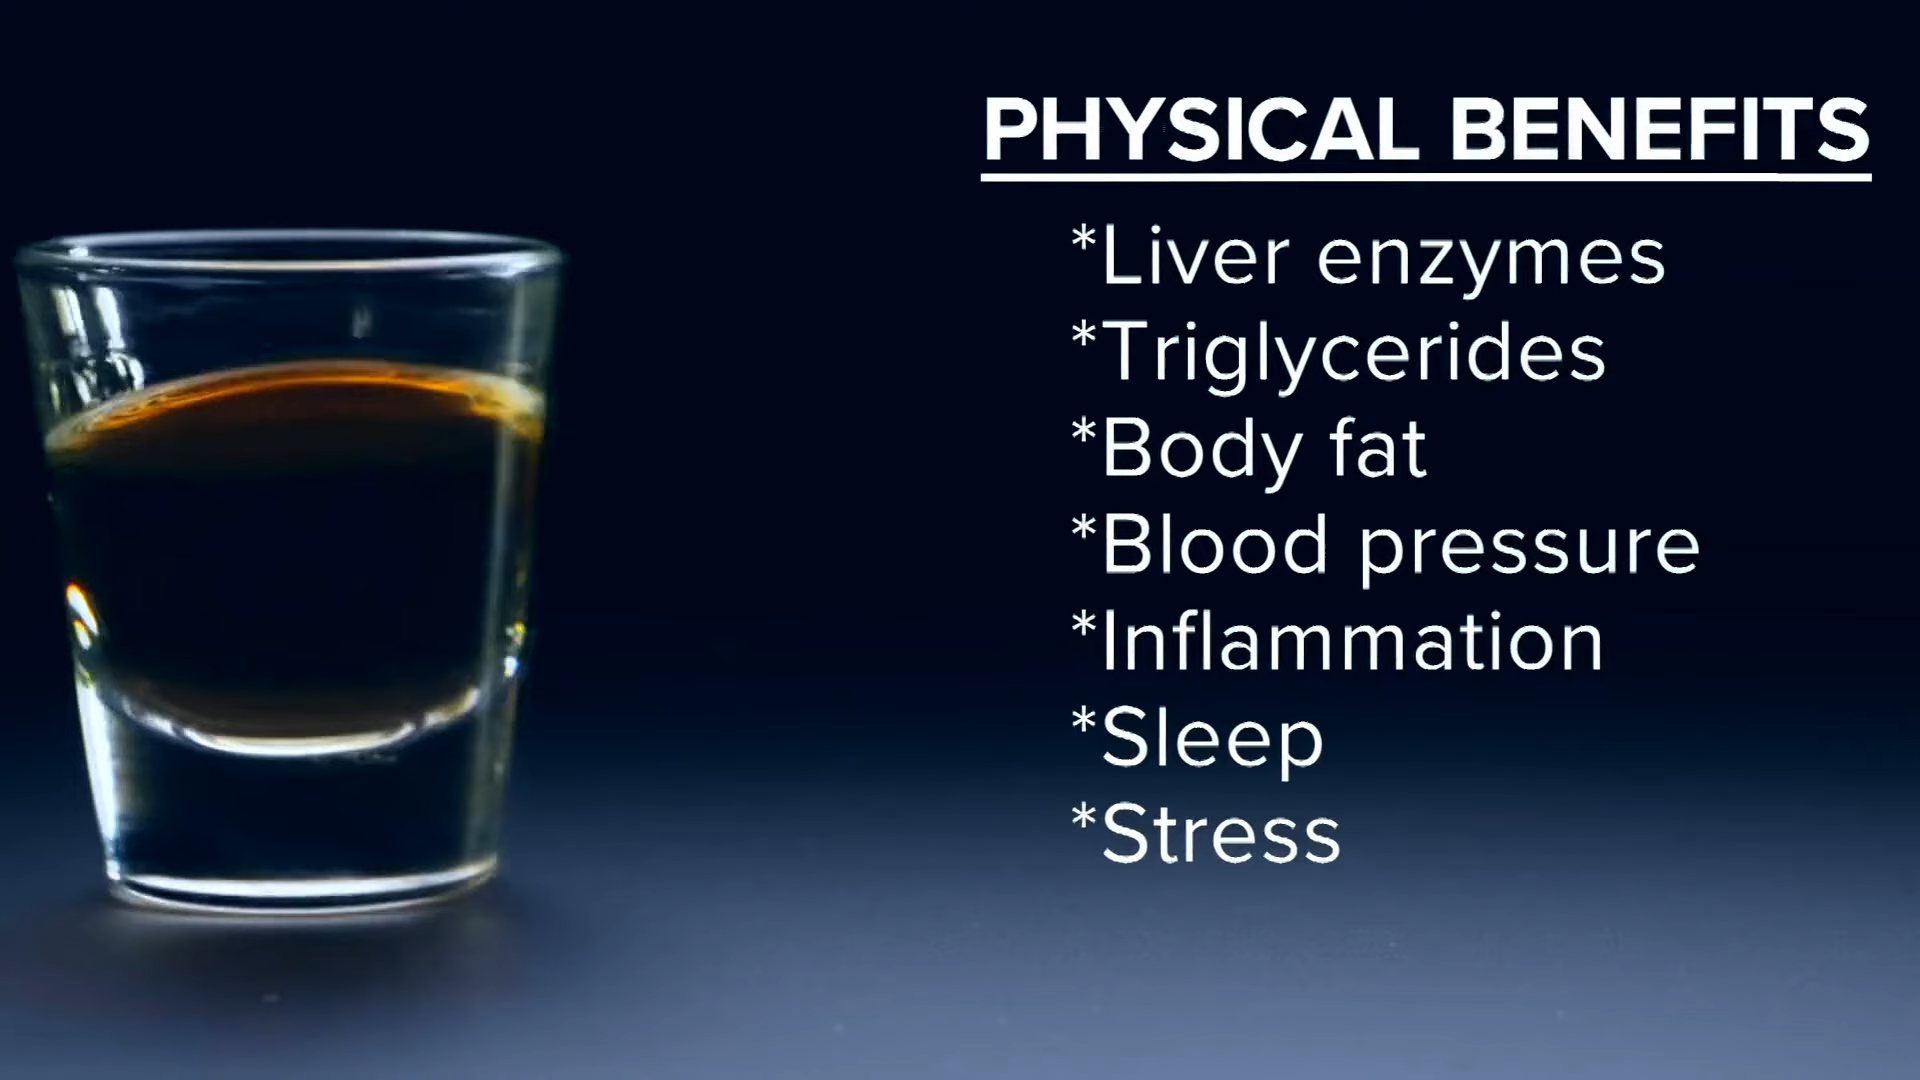 PHYSICAL BENEFITS
*Liver enzymes
*Triglycerides
*Body fat
*Blood pressure
*Inflammation
*Sleep
*Stress